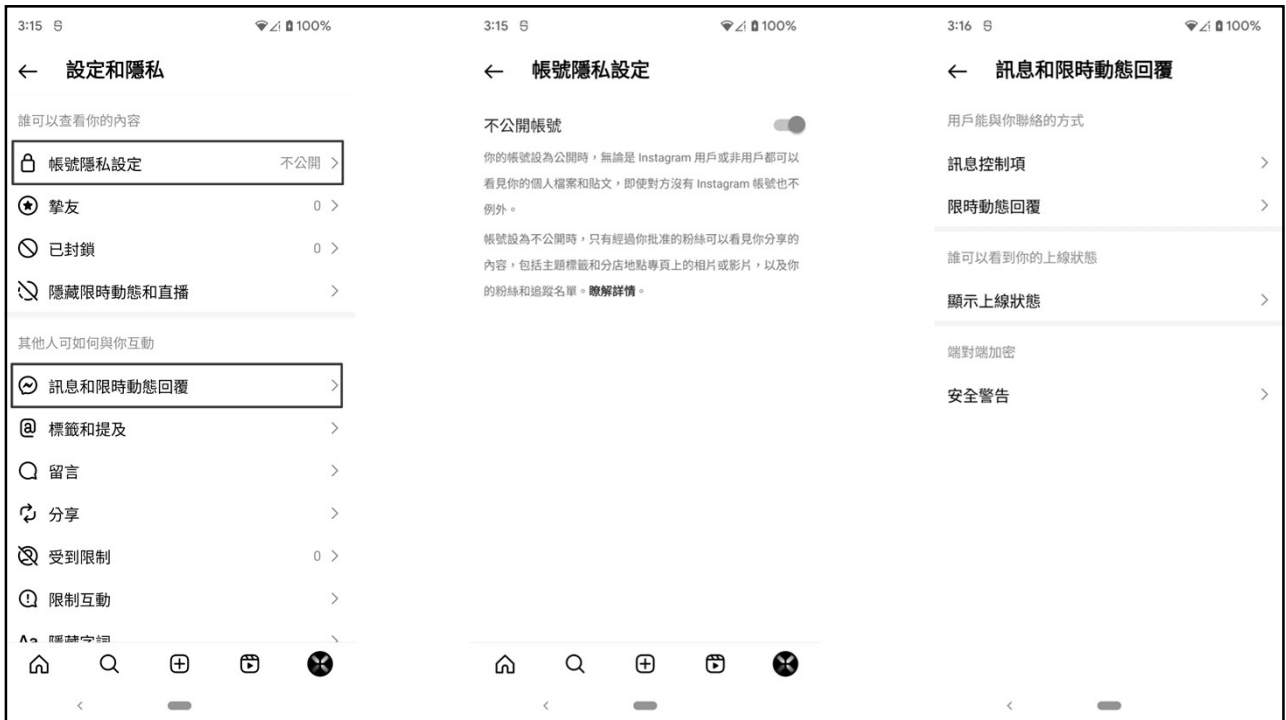 3:15
100%
設定和隱私
誰可以查看你的內容
帳號隱私設定
不公開
摯友
0
已封鎖
0
隱藏限時動態和直播
其他人可如何與你互動
訊息和限時動態回覆
標籤和提及
留言
分享
受到限制
0
限制互動
Aa 隱藏字詞
3:15
100%
帳號隱私設定
不公開帳號
你的帳號設為公開時，無論是 Instagram 用戶或非用戶都可以
看見你的個人檔案和貼文，即使對方沒有 Instagram 帳號也不
例外。
帳號設為不公開時，只有經過你批准的粉絲可以看見你分享的
內容，包括主題標籤和分店地點專頁上的相片或影片，以及你
的粉絲和追蹤名單。瞭解詳情。
3:16
100%
訊息和限時動態回覆
用戶能與你聯絡的方式
訊息控制項
限時動態回覆
誰可以看到你的上線狀態
顯示上線狀態
端對端加密
安全警告